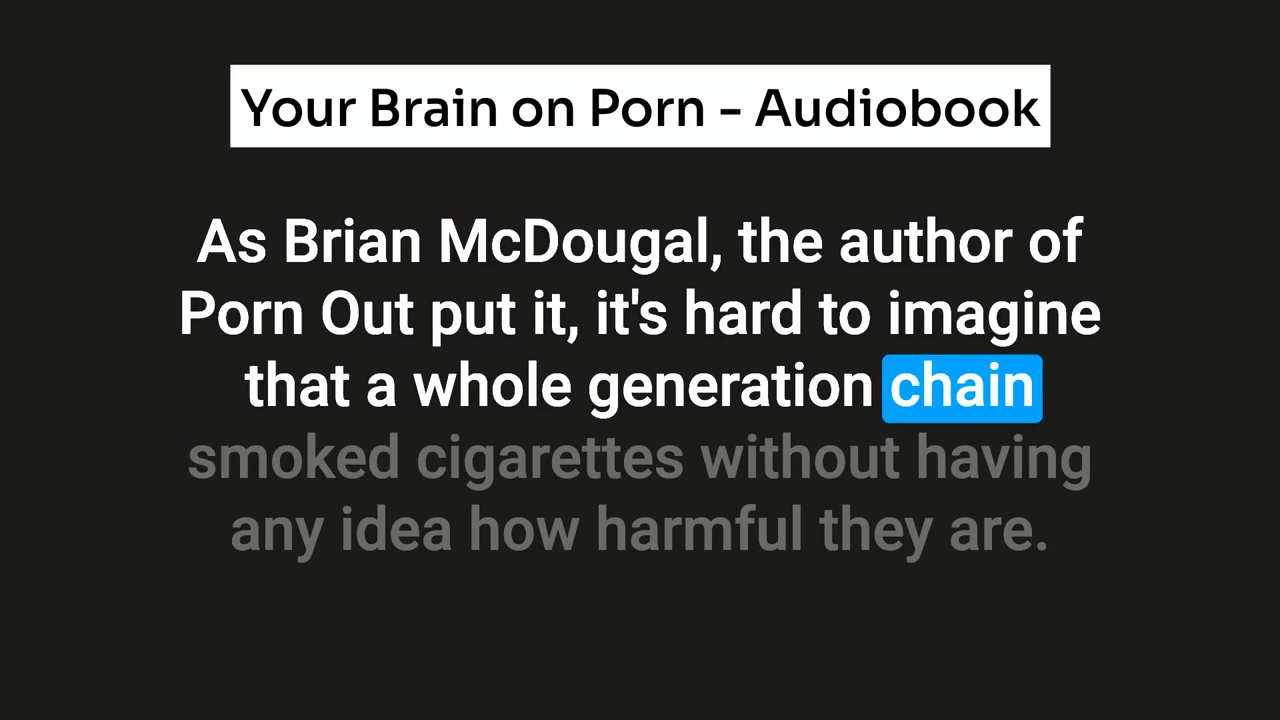 Your Brain on Porn - Audiobook
As Brian McDougal, the author of
Porn Out put it, it's hard to imagine
that a whole generation chain
smoked cigarettes without having
any idea how harmful they are.